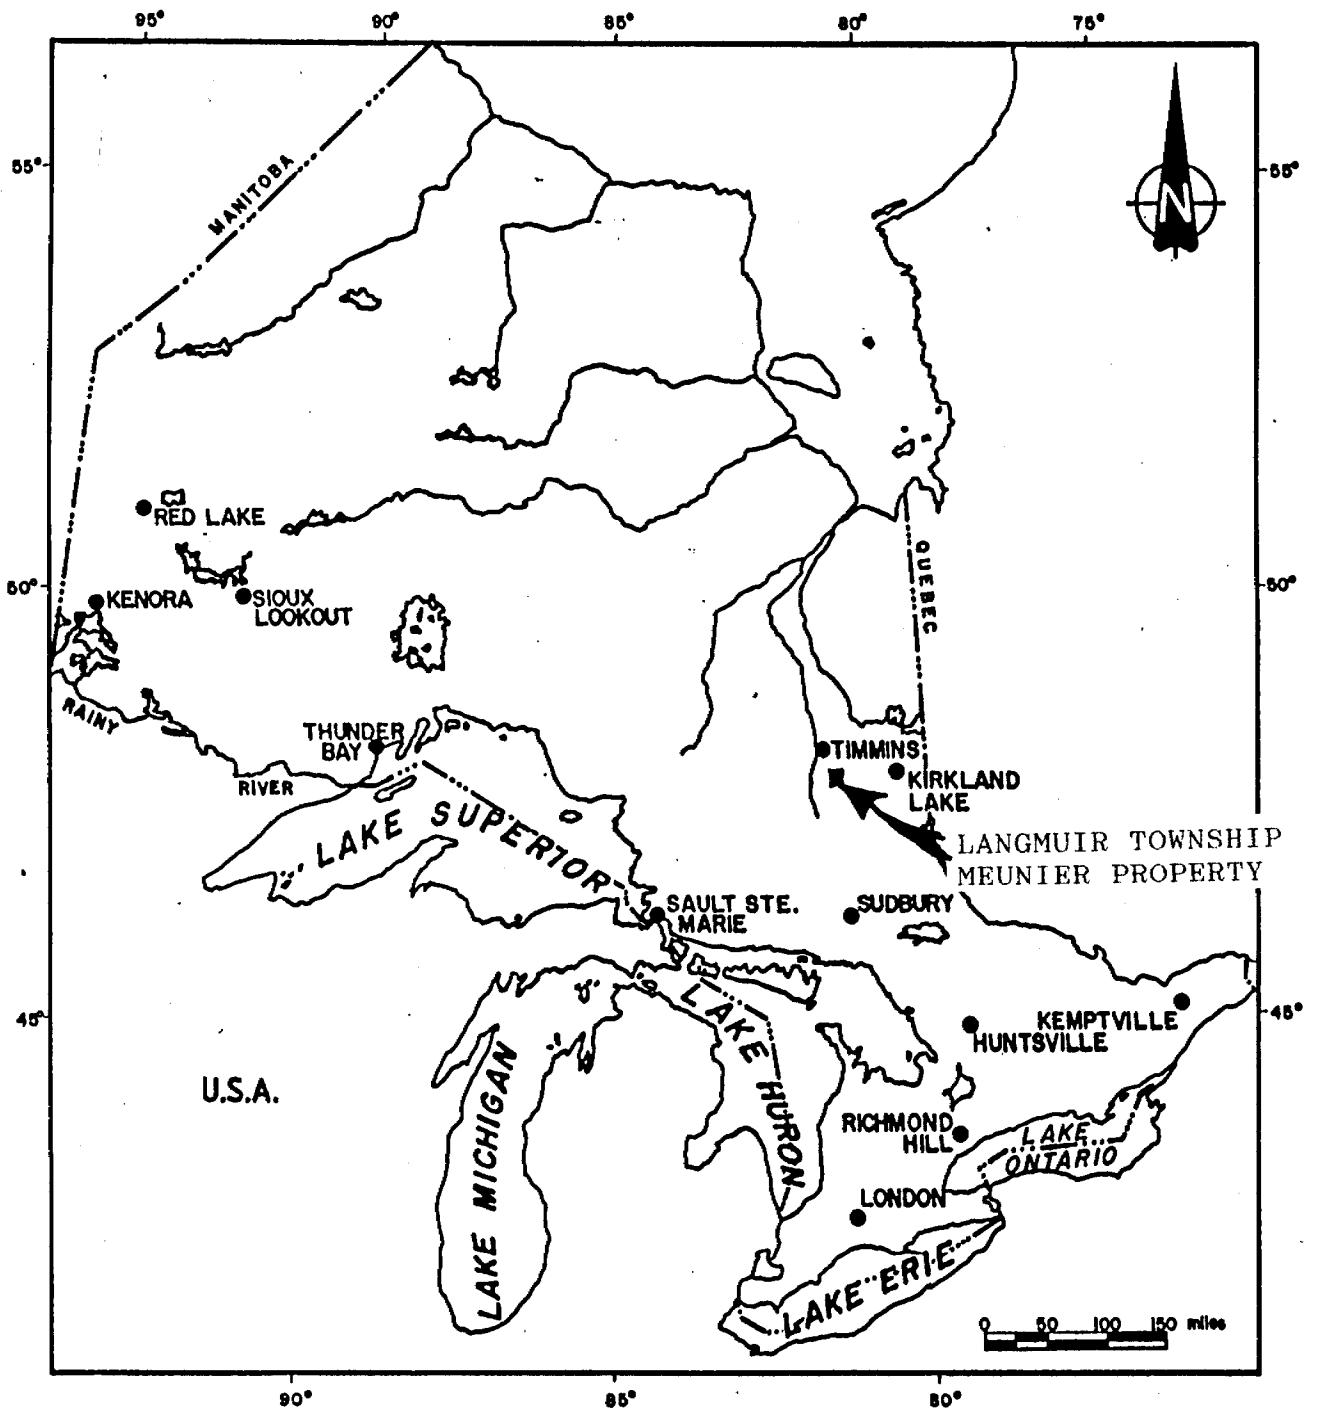 95° 90° 85° 80° 75°
55° 55°
MANITOBA
N
RED LAKE
QUEBEC
50° 50°
KENORA
SIOUX
LOOKOUT
RAINY
RIVER
THUNDER
BAY
TIMMINS
KIRKLAND
LAKE
LAKE SUPERIOR
LANGMUIR TOWNSHIP
MEUNIER PROPERTY
SAULT STE.
MARIE
SUDBURY
45° 45°
LAKE HURON
KEMPTVILLE
HUNTSVILLE
U.S.A.
LAKE MICHIGAN
RICHMOND
HILL
LAKE
ONTARIO
LONDON
LAKE ERIE
0 50 100 150 miles
90° 85° 80°